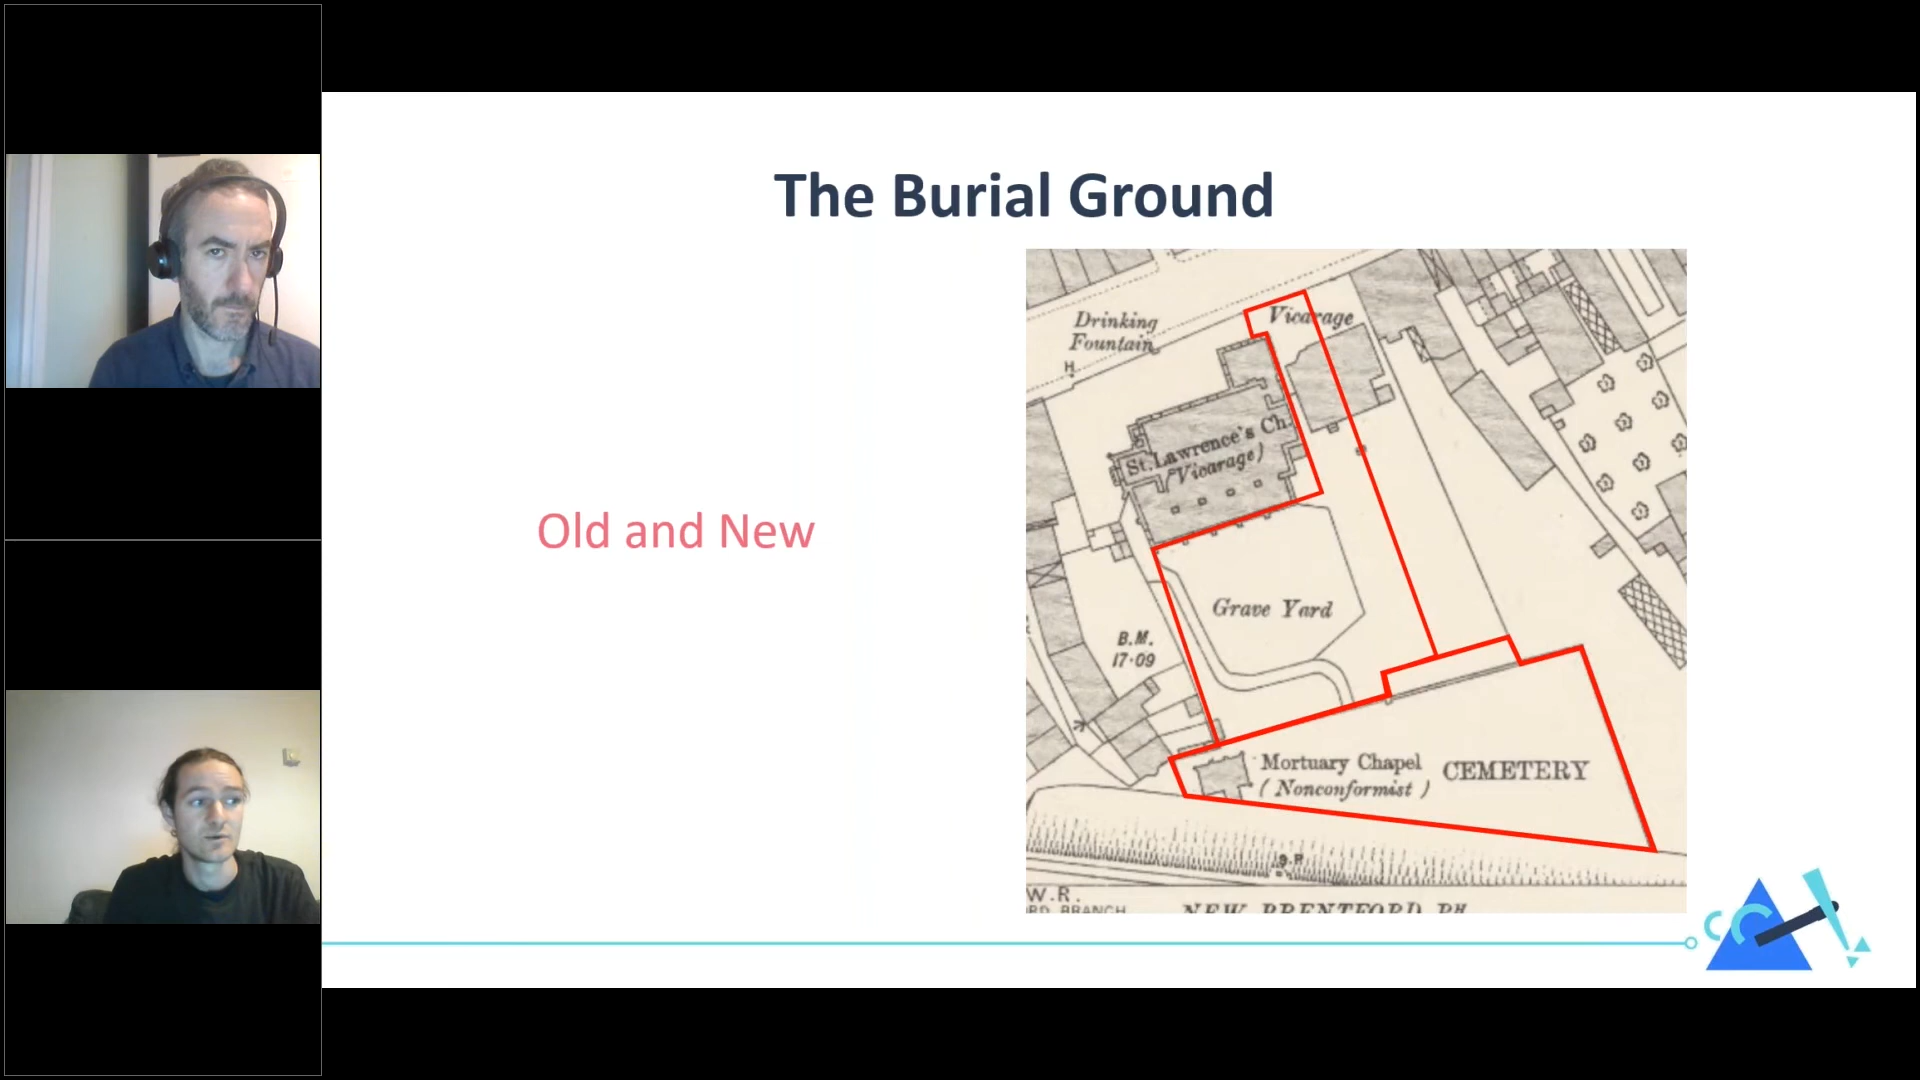 The Burial Ground
Old and New
Drinking
Fountain
H.
Vicarage
St. Lawrence's Ch.
(Vicarage)
Grave Yard
B.M.
17·09
Mortuary Chapel
(Nonconformist)
CEMETERY
S.P.
W.R.
RD. BRANCH
NEW BRENTFORD PH